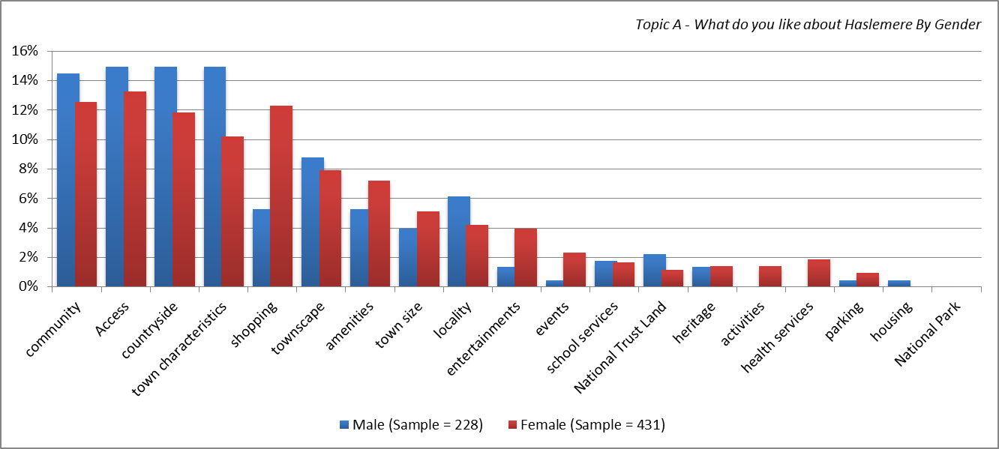 Topic A - What do you like about Haslemere By Gender
16%
14%
12%
10%
8%
6%
4%
2%
0%
community
Access
countryside
town characteristics
shopping
townscape
amenities
town size
locality
entertainments
events
school services
National Trust Land
heritage
activities
health services
parking
housing
National Park
Male (Sample = 228)
Female (Sample = 431)